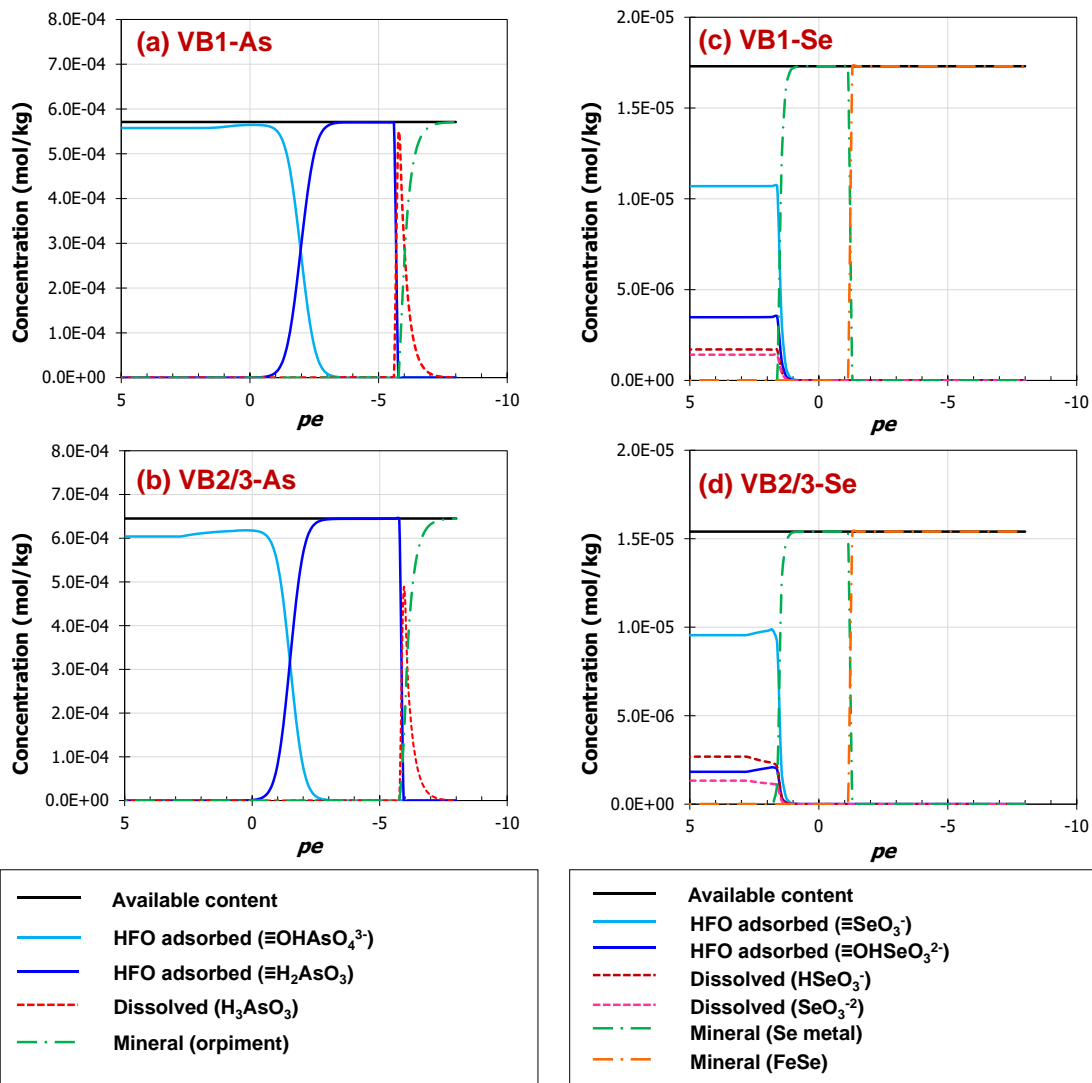 (a) VB1-As
Concentration (mol/kg)
8.0E-04
7.0E-04
6.0E-04
5.0E-04
4.0E-04
3.0E-04
2.0E-04
1.0E-04
0.0E+00
5 0 -5 -10
pe
(c) VB1-Se
Concentration (mol/kg)
2.0E-05
1.5E-05
1.0E-05
5.0E-06
0.0E+00
5 0 -5 -10
pe
(b) VB2/3-As
Concentration (mol/kg)
8.0E-04
7.0E-04
6.0E-04
5.0E-04
4.0E-04
3.0E-04
2.0E-04
1.0E-04
0.0E+00
5 0 -5 -10
pe
(d) VB2/3-Se
Concentration (mol/kg)
2.0E-05
1.5E-05
1.0E-05
5.0E-06
0.0E+00
5 0 -5 -10
pe
Available content
HFO adsorbed (≡OHAsO₄³⁻)
HFO adsorbed (≡H₂AsO₃)
Dissolved (H₃AsO₃)
Mineral (orpiment)
Available content
HFO adsorbed (≡SeO₃⁻)
HFO adsorbed (≡OHSeO₃²⁻)
Dissolved (HSeO₃⁻)
Dissolved (SeO₃⁻²)
Mineral (Se metal)
Mineral (FeSe)